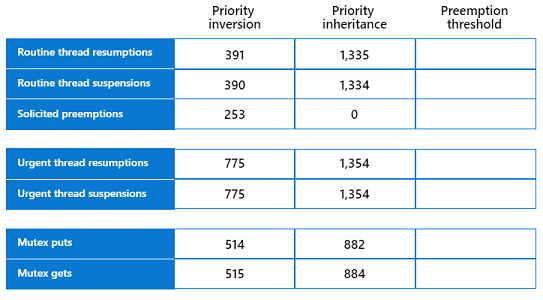 Priority inversion Priority inheritance Preemption threshold
Routine thread resumptions 391 1,335
Routine thread suspensions 390 1,334
Solicited preemptions 253 0
Urgent thread resumptions 775 1,354
Urgent thread suspensions 775 1,354
Mutex puts 514 882
Mutex gets 515 884